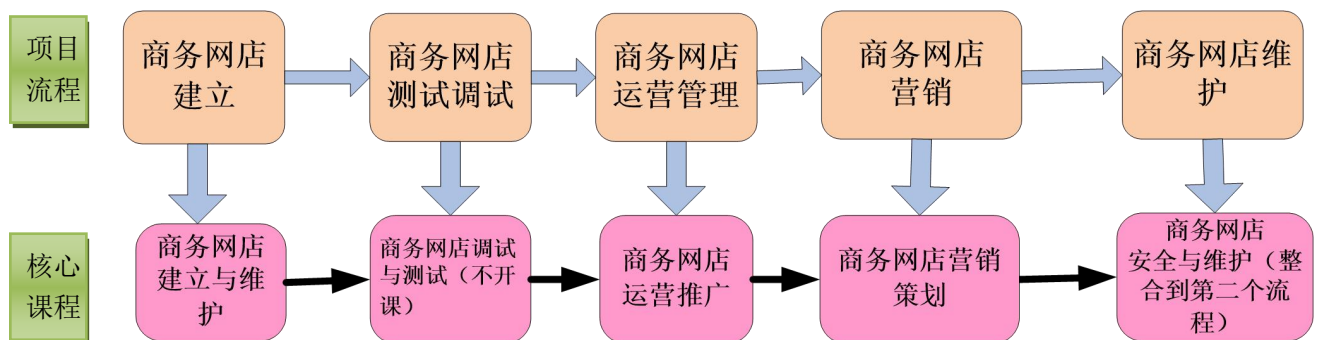 项目
流程
商务网店
建立
商务网店
测试调试
商务网店
运营管理
商务网店
营销
商务网店维
护
核心
课程
商务网店
建立与维
护
商务网店调试
与测试（不开
课）
商务网店
运营推广
商务网店营销
策划
商务网店
安全与维护（整
合到第二个流
程）